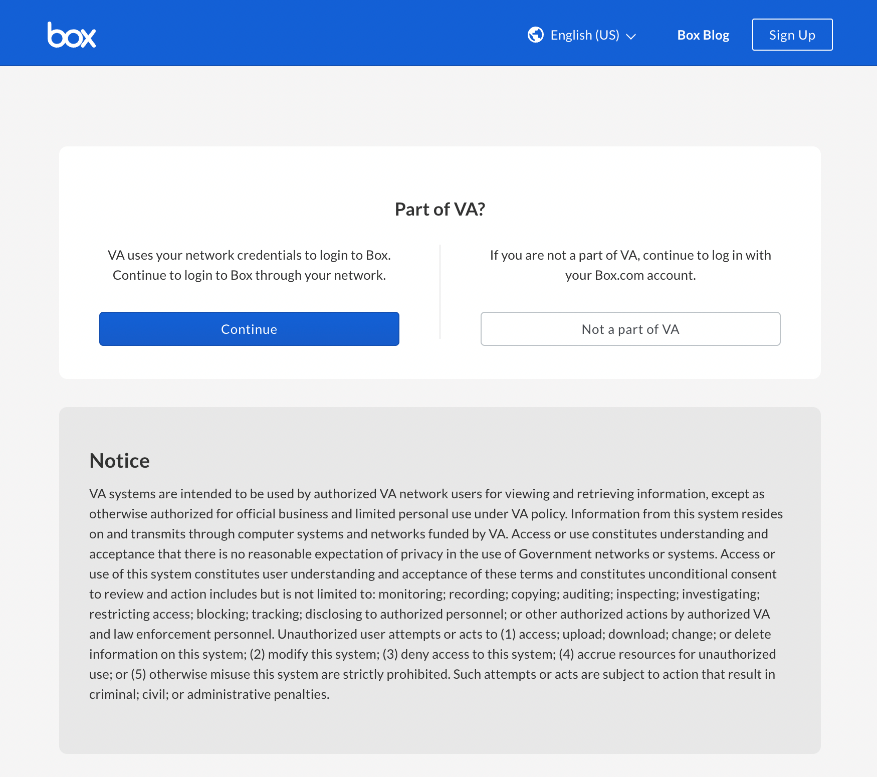 box
English (US)
Box Blog
Sign Up
Part of VA?
VA uses your network credentials to login to Box.
Continue to login to Box through your network.
Continue
If you are not a part of VA, continue to log in with
your Box.com account.
Not a part of VA
Notice
VA systems are intended to be used by authorized VA network users for viewing and retrieving information, except as
otherwise authorized for official business and limited personal use under VA policy. Information from this system resides
on and transmits through computer systems and networks funded by VA. Access or use constitutes understanding and
acceptance that there is no reasonable expectation of privacy in the use of Government networks or systems. Access or
use of this system constitutes user understanding and acceptance of these terms and constitutes unconditional consent
to review and action includes but is not limited to: monitoring; recording; copying; auditing; inspecting; investigating;
restricting access; blocking; tracking; disclosing to authorized personnel; or other authorized actions by authorized VA
and law enforcement personnel. Unauthorized user attempts or acts to (1) access; upload; download; change; or delete
information on this system; (2) modify this system; (3) deny access to this system; (4) accrue resources for unauthorized
use; or (5) otherwise misuse this system are strictly prohibited. Such attempts or acts are subject to action that result in
criminal; civil; or administrative penalties.